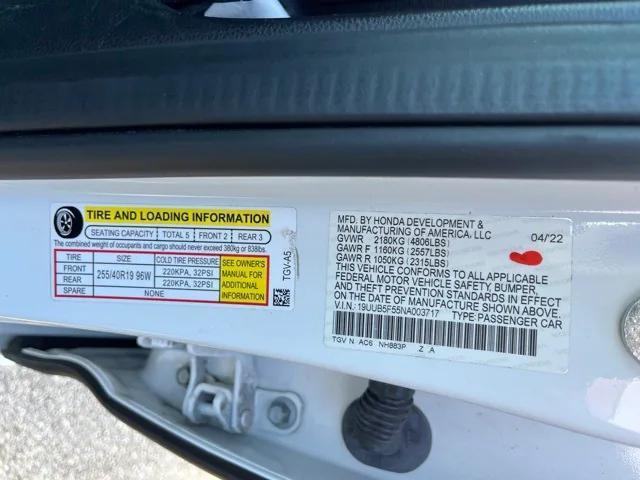 TIRE AND LOADING INFORMATION
SEATING CAPACITY TOTAL 5 FRONT 2 REAR 3
The combined weight of occupants and cargo should never exceed 380kg or 838lbs.
TIRE SIZE COLD TIRE PRESSURE
FRONT 255/40R19 96W 220KPA, 32PSI
REAR 220KPA, 32PSI
SPARE NONE
SEE OWNER'S
MANUAL FOR
ADDITIONAL
INFORMATION
TGV-A5
MFD. BY HONDA DEVELOPMENT &
MANUFACTURING OF AMERICA, LLC
GVWR 2180KG (4806LBS) 04/22
GAWR F 1160KG (2557LBS)
GAWR R 1050KG (2315LBS)
THIS VEHICLE CONFORMS TO ALL APPLICABLE
FEDERAL MOTOR VEHICLE SAFETY, BUMPER,
AND THEFT PREVENTION STANDARDS IN EFFECT
ON THE DATE OF MANUFACTURE SHOWN ABOVE.
V.I.N.: 19UUB5F55NA003717 TYPE: PASSENGER CAR
TGV N AC6 NH883P Z A